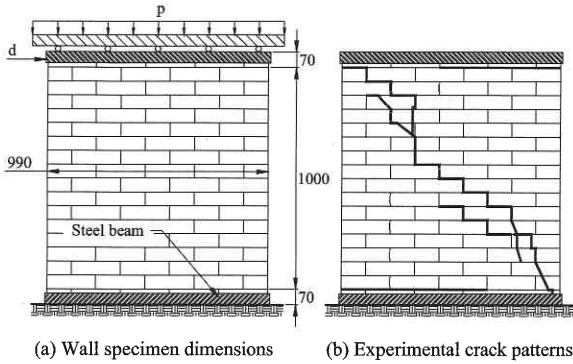 p
d
70
990
1000
Steel beam
70
(a) Wall specimen dimensions
(b) Experimental crack patterns